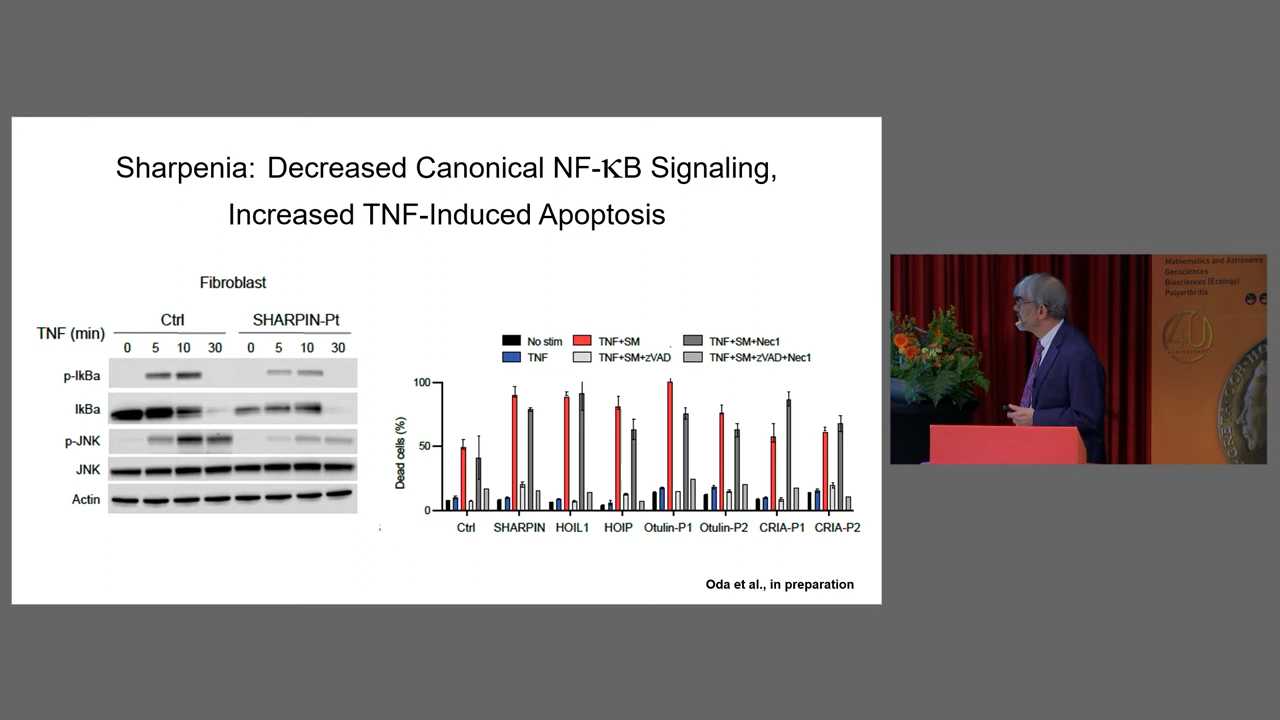 Sharpenia: Decreased Canonical NF-κB Signaling,
Increased TNF-Induced Apoptosis
Fibroblast
Ctrl SHARPIN-Pt
TNF (min)
0 5 10 30 0 5 10 30
p-IkBa
IkBa
p-JNK
JNK
Actin
No stim TNF+SM TNF+SM+Nec1
TNF TNF+SM+zVAD TNF+SM+zVAD+Nec1
Dead cells (%)
100
50
0
Ctrl SHARPIN HOIL1 HOIP Otulin-P1 Otulin-P2 CRIA-P1 CRIA-P2
Oda et al., in preparation
Mathematics and Astronomy
Geosciences
Biosciences (Ecology)
Polyarthritis